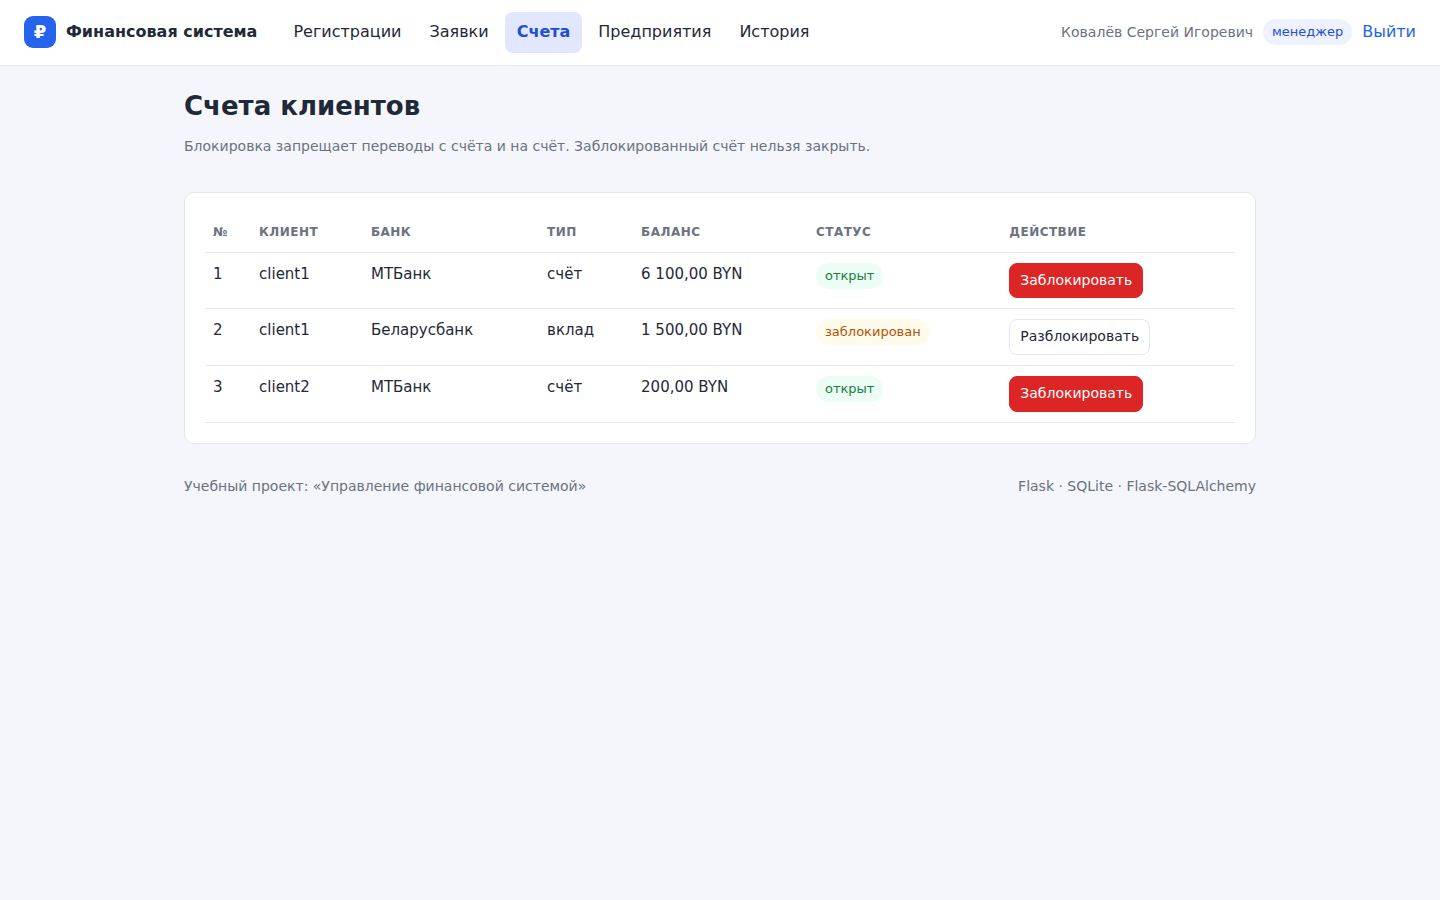 ₽ Финансовая система Регистрации Заявки Счета Предприятия История Ковалёв Сергей Игоревич менеджер Выйти
Счета клиентов
Блокировка запрещает переводы с счёта и на счёт. Заблокированный счёт нельзя закрыть.
№ КЛИЕНТ БАНК ТИП БАЛАНС СТАТУС ДЕЙСТВИЕ
1 client1 МТБанк счёт 6 100,00 BYN открыт Заблокировать
2 client1 Беларусбанк вклад 1 500,00 BYN заблокирован Разблокировать
3 client2 МТБанк счёт 200,00 BYN открыт Заблокировать
Учебный проект: «Управление финансовой системой» Flask · SQLite · Flask-SQLAlchemy